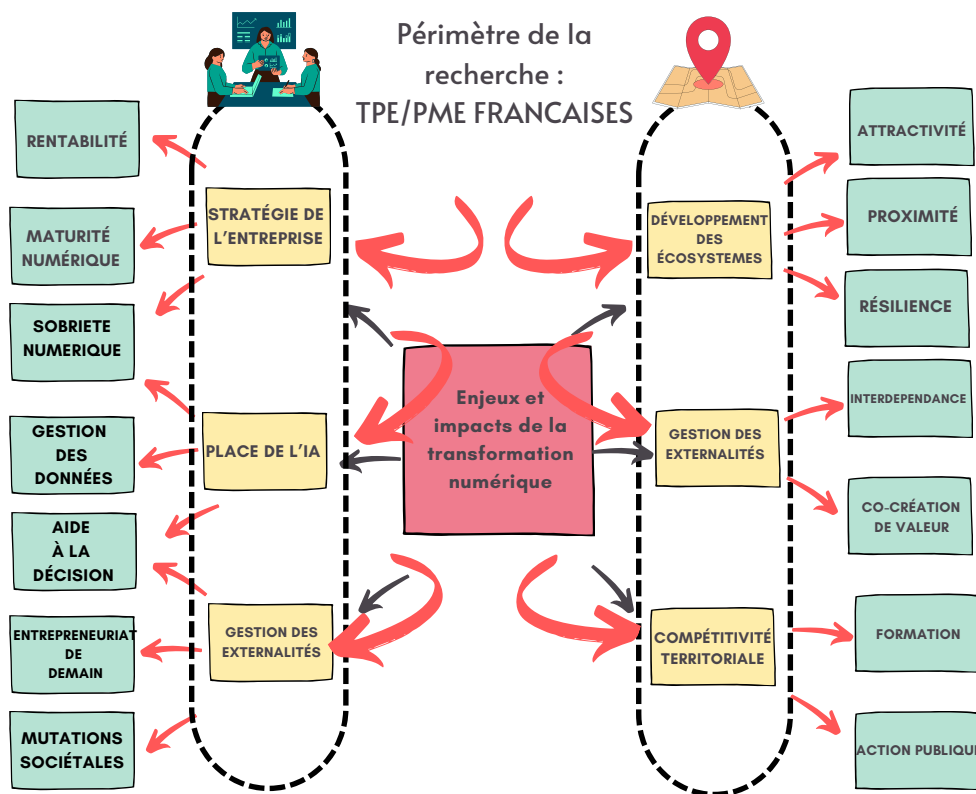 Périmètre de la
recherche :
TPE/PME FRANCAISES
RENTABILITÉ
MATURITÉ
NUMÉRIQUE
SOBRIETE
NUMERIQUE
GESTION
DES
DONNÉES
AIDE
À LA
DÉCISION
ENTREPRENEURIAT
DE
DEMAIN
MUTATIONS
SOCIÉTALES
STRATÉGIE DE
L'ENTREPRISE
PLACE DE L'IA
GESTION DES
EXTERNALITÉS
Enjeux et
impacts de la
transformation
numérique
DÉVELOPPEMENT
DES
ÉCOSYSTEMES
GESTION DES
EXTERNALITÉS
COMPÉTITIVITÉ
TERRITORIALE
ATTRACTIVITÉ
PROXIMITÉ
RÉSILIENCE
INTERDEPENDANCE
CO-CRÉATION
DE VALEUR
FORMATION
ACTION PUBLIQUE